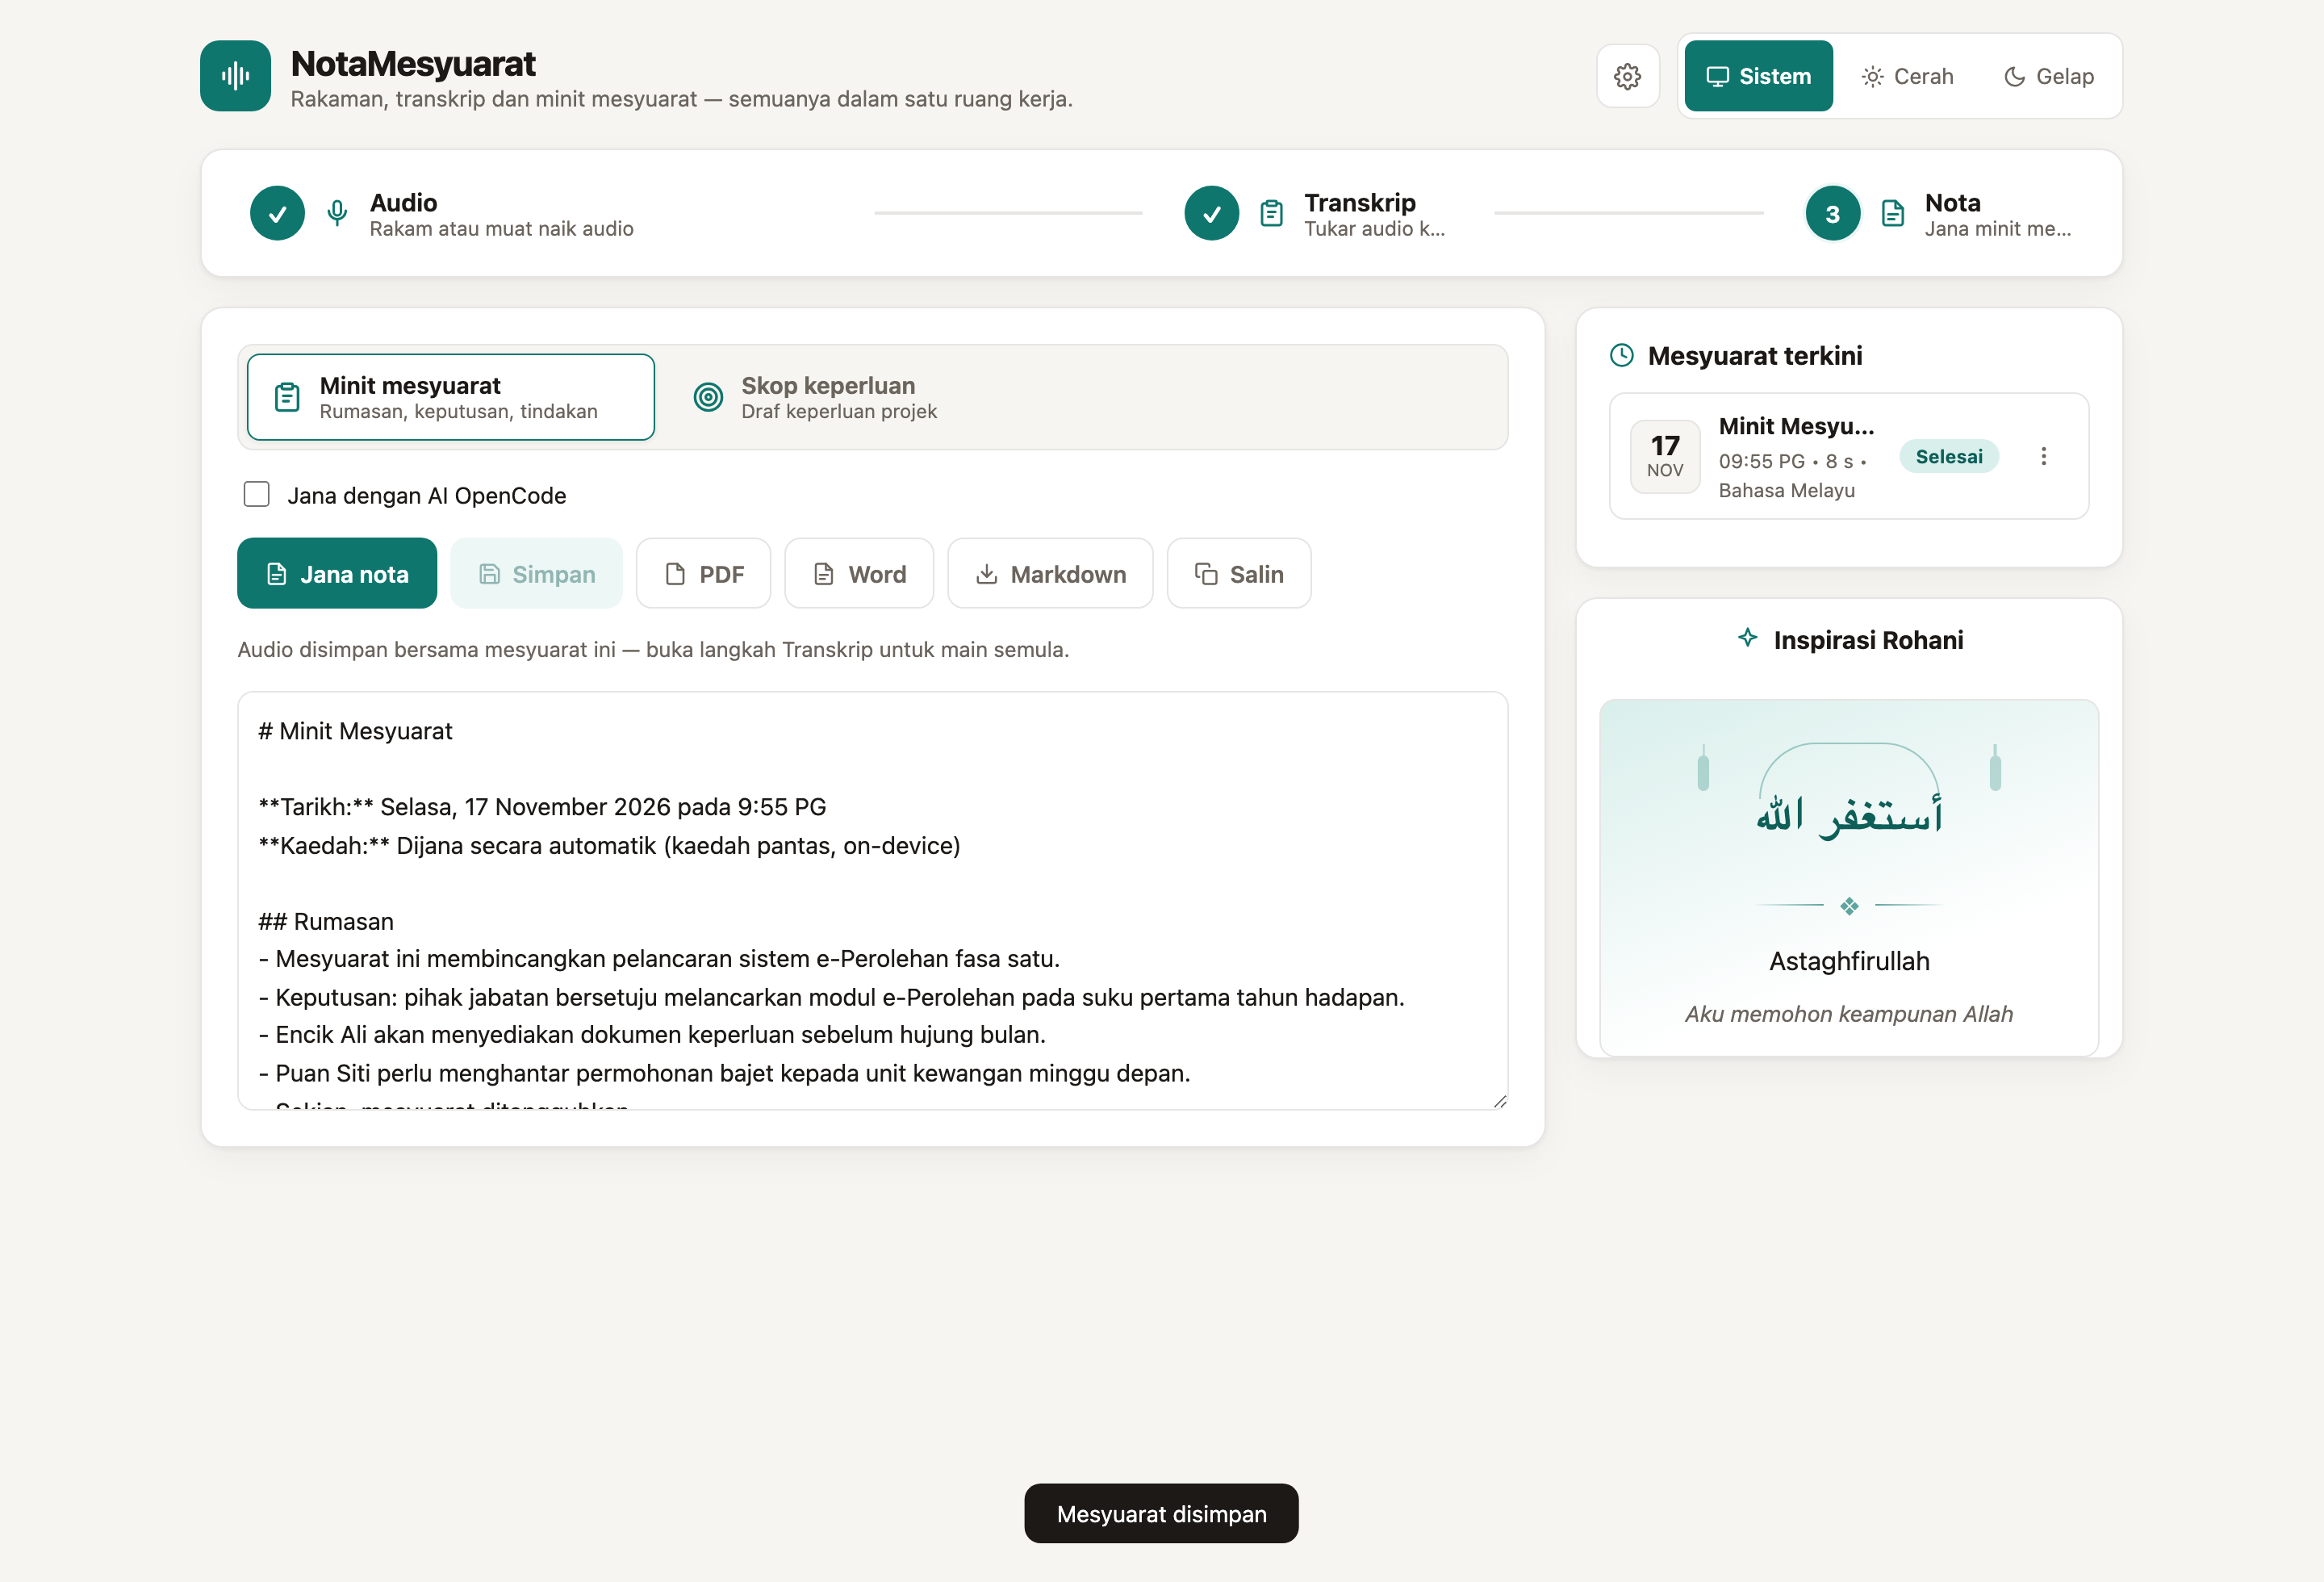 NotaMesyuarat
Rakaman, transkrip dan minit mesyuarat — semuanya dalam satu ruang kerja.
Sistem
Cerah
Gelap
Audio
Rakam atau muat naik audio
Transkrip
Tukar audio k...
3
Nota
Jana minit me...
Minit mesyuarat
Rumasan, keputusan, tindakan
Skop keperluan
Draf keperluan projek
Jana dengan AI OpenCode
Jana nota
Simpan
PDF
Word
Markdown
Salin
Audio disimpan bersama mesyuarat ini — buka langkah Transkrip untuk main semula.
# Minit Mesyuarat
**Tarikh:** Selasa, 17 November 2026 pada 9:55 PG
**Kaedah:** Dijana secara automatik (kaedah pantas, on-device)
## Rumasan
- Mesyuarat ini membincangkan pelancaran sistem e-Perolehan fasa satu.
- Keputusan: pihak jabatan bersetuju melancarkan modul e-Perolehan pada suku pertama tahun hadapan.
- Encik Ali akan menyediakan dokumen keperluan sebelum hujung bulan.
- Puan Siti perlu menghantar permohonan bajet kepada unit kewangan minggu depan.
- Sekian, mesyuarat ditangguhkan
Mesyuarat terkini
17
NOV
Minit Mesyu...
09:55 PG • 8 s •
Bahasa Melayu
Selesai
Inspirasi Rohani
أستغفر الله
Astaghfirullah
Aku memohon keampunan Allah
Mesyuarat disimpan